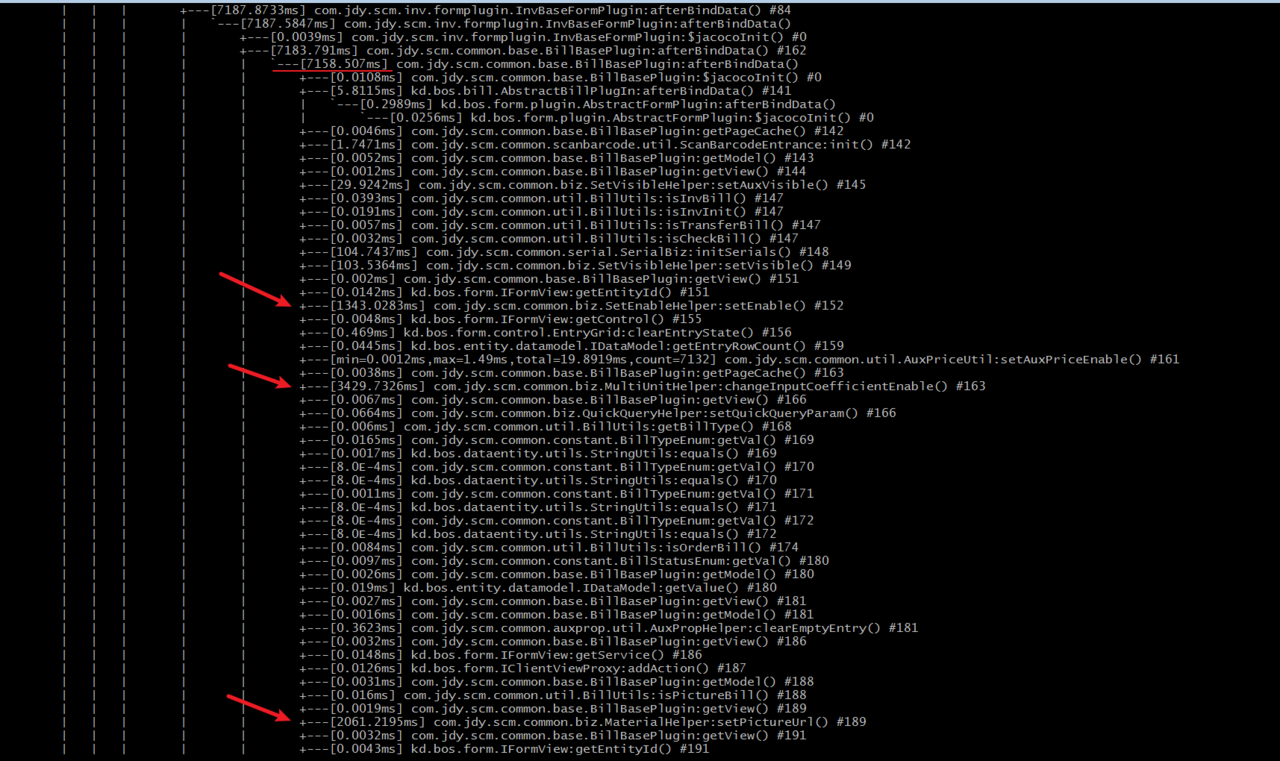 +---[7187.8733ms] com.jdy.scm.inv.formplugin.InvBaseFormPlugin:afterBindData() #84
`---[7187.5847ms] com.jdy.scm.inv.formplugin.InvBaseFormPlugin:afterBindData()
+---[0.0039ms] com.jdy.scm.inv.formplugin.InvBaseFormPlugin:$jacocoInit() #0
+---[7183.791ms] com.jdy.scm.common.base.BillBasePlugin:afterBindData() #162
`---[7158.507ms] com.jdy.scm.common.base.BillBasePlugin:afterBindData()
+---[0.0108ms] com.jdy.scm.common.base.BillBasePlugin:$jacocoInit() #0
+---[5.8115ms] kd.bos.bill.AbstractBillPlugIn:afterBindData() #141
`---[0.2989ms] kd.bos.form.plugin.AbstractFormPlugin:afterBindData()
`---[0.0256ms] kd.bos.form.plugin.AbstractFormPlugin:$jacocoInit() #0
+---[0.0046ms] com.jdy.scm.common.base.BillBasePlugin:getPageCache() #142
+---[1.7471ms] com.jdy.scm.common.scanbarcode.util.ScanBarcodeEntrance:init() #142
+---[0.0052ms] com.jdy.scm.common.base.BillBasePlugin:getModel() #143
+---[0.0012ms] com.jdy.scm.common.base.BillBasePlugin:getView() #144
+---[29.9242ms] com.jdy.scm.common.biz.SetVisibleHelper:setAuxVisible() #145
+---[0.0393ms] com.jdy.scm.common.util.BillUtils:isInvBill() #147
+---[0.0191ms] com.jdy.scm.common.util.BillUtils:isInvInit() #147
+---[0.0057ms] com.jdy.scm.common.util.BillUtils:isTransferBill() #147
+---[0.0032ms] com.jdy.scm.common.util.BillUtils:isCheckBill() #147
+---[104.7437ms] com.jdy.scm.common.serial.SerialBiz:initSerials() #148
+---[103.5364ms] com.jdy.scm.common.biz.SetVisibleHelper:setVisible() #149
+---[0.002ms] com.jdy.scm.common.base.BillBasePlugin:getView() #151
+---[0.0142ms] kd.bos.form.IFormView:getEntityId() #151
+---[1343.0283ms] com.jdy.scm.common.biz.SetEnableHelper:setEnable() #152
+---[0.0048ms] kd.bos.form.IFormView:getControl() #155
+---[0.469ms] kd.bos.form.control.EntryGrid:clearEntryState() #156
+---[0.0445ms] kd.bos.entity.datamodel.IDataModel:getEntryRowCount() #159
+---[min=0.0012ms,max=1.49ms,total=19.8919ms,count=7132] com.jdy.scm.common.util.AuxPriceUtil:setAuxPriceEnable() #161
+---[0.0038ms] com.jdy.scm.common.base.BillBasePlugin:getPageCache() #163
+---[3429.7326ms] com.jdy.scm.common.biz.MultiUnitHelper:changeInputCoefficientEnable() #163
+---[0.0067ms] com.jdy.scm.common.base.BillBasePlugin:getView() #166
+---[0.0664ms] com.jdy.scm.common.biz.QuickQueryHelper:setQuickQueryParam() #166
+---[0.006ms] com.jdy.scm.common.util.BillUtils:getBillType() #168
+---[0.0165ms] com.jdy.scm.common.constant.BillTypeEnum:getVal() #169
+---[0.0017ms] kd.bos.dataentity.utils.StringUtils:equals() #169
+---[8.0E-4ms] com.jdy.scm.common.constant.BillTypeEnum:getVal() #170
+---[8.0E-4ms] kd.bos.dataentity.utils.StringUtils:equals() #170
+---[0.0011ms] com.jdy.scm.common.constant.BillTypeEnum:getVal() #171
+---[8.0E-4ms] kd.bos.dataentity.utils.StringUtils:equals() #171
+---[8.0E-4ms] com.jdy.scm.common.constant.BillTypeEnum:getVal() #172
+---[8.0E-4ms] kd.bos.dataentity.utils.StringUtils:equals() #172
+---[0.0084ms] com.jdy.scm.common.util.BillUtils:isOrderBill() #174
+---[0.0097ms] com.jdy.scm.common.constant.BillStatusEnum:getVal() #180
+---[0.0026ms] com.jdy.scm.common.base.BillBasePlugin:getModel() #180
+---[0.019ms] kd.bos.entity.datamodel.IDataModel:getValue() #180
+---[0.0027ms] com.jdy.scm.common.base.BillBasePlugin:getView() #181
+---[0.0016ms] com.jdy.scm.common.base.BillBasePlugin:getModel() #181
+---[0.3623ms] com.jdy.scm.common.auxprop.util.AuxPropHelper:clearEmptyEntry() #181
+---[0.0032ms] com.jdy.scm.common.base.BillBasePlugin:getView() #186
+---[0.0148ms] kd.bos.form.IFormView:getService() #186
+---[0.0126ms] kd.bos.form.IClientViewProxy:addAction() #187
+---[0.0031ms] com.jdy.scm.common.base.BillBasePlugin:getModel() #188
+---[0.016ms] com.jdy.scm.common.util.BillUtils:isPictureBill() #188
+---[0.0019ms] com.jdy.scm.common.base.BillBasePlugin:getView() #189
+---[2061.2195ms] com.jdy.scm.common.biz.MaterialHelper:setPictureUrl() #189
+---[0.0032ms] com.jdy.scm.common.base.BillBasePlugin:getView() #191
+---[0.0043ms] kd.bos.form.IFormView:getEntityId() #191